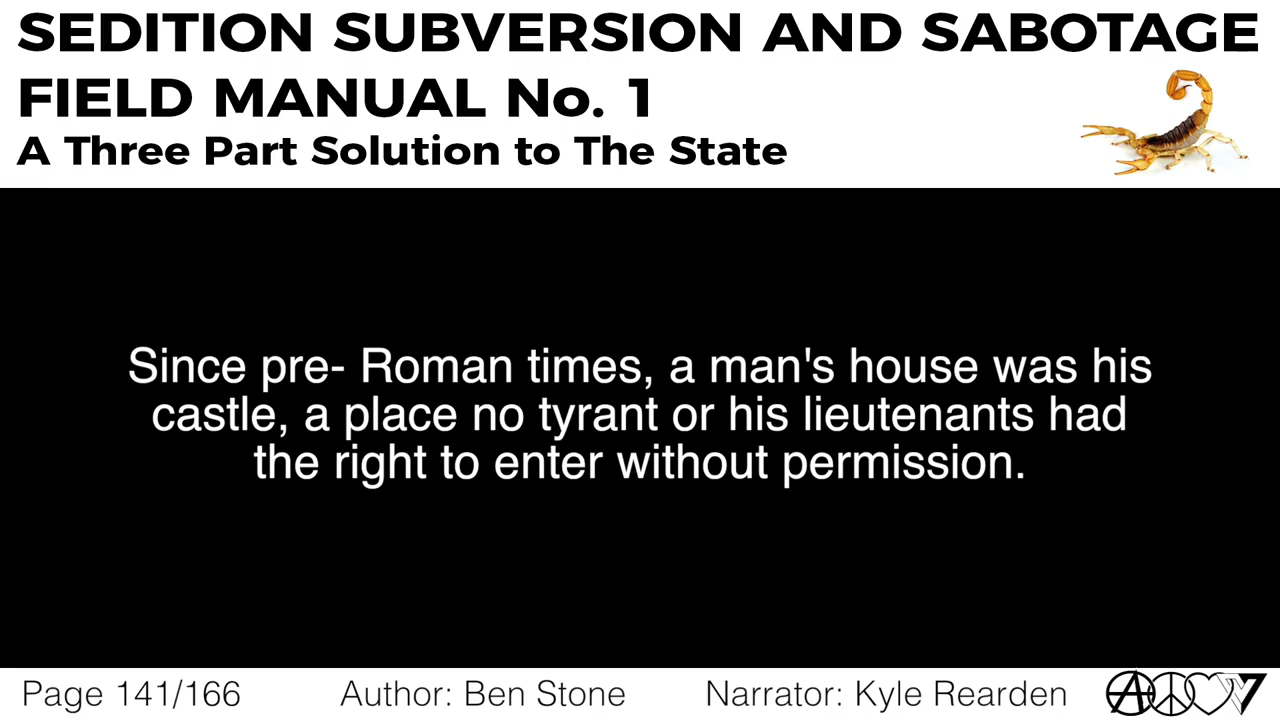 SEDITION SUBVERSION AND SABOTAGE
FIELD MANUAL No. 1
A Three Part Solution to The State
Since pre- Roman times, a man's house was his
castle, a place no tyrant or his lieutenants had
the right to enter without permission.
Page 141/166 Author: Ben Stone Narrator: Kyle Rearden